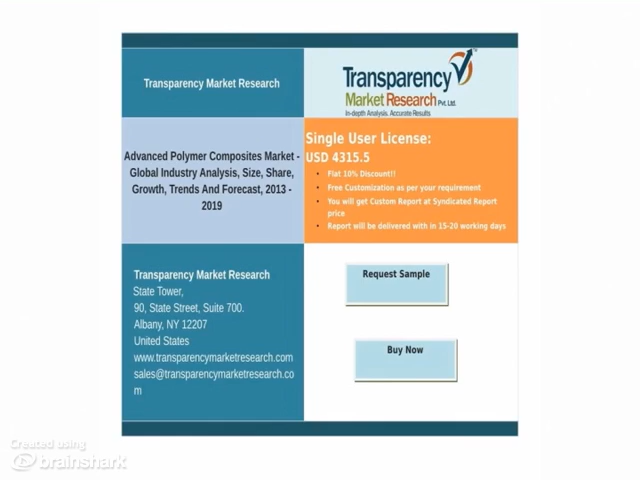 Transparency Market Research
Transparency
TM
Market Research Pvt. Ltd.
In-depth Analysis. Accurate Results
Advanced Polymer Composites Market -
Global Industry Analysis, Size, Share,
Growth, Trends And Forecast, 2013 -
2019
Single User License:
USD 4315.5
• Flat 10% Discount!!
• Free Customization as per your requirement
• You will get Custom Report at Syndicated Report
price
• Report will be delivered with in 15-20 working days
Transparency Market Research
State Tower,
90, State Street, Suite 700.
Albany, NY 12207
United States
www.transparencymarketresearch.com
sales@transparencymarketresearch.co
m
Request Sample
Buy Now
Created using
brainshark